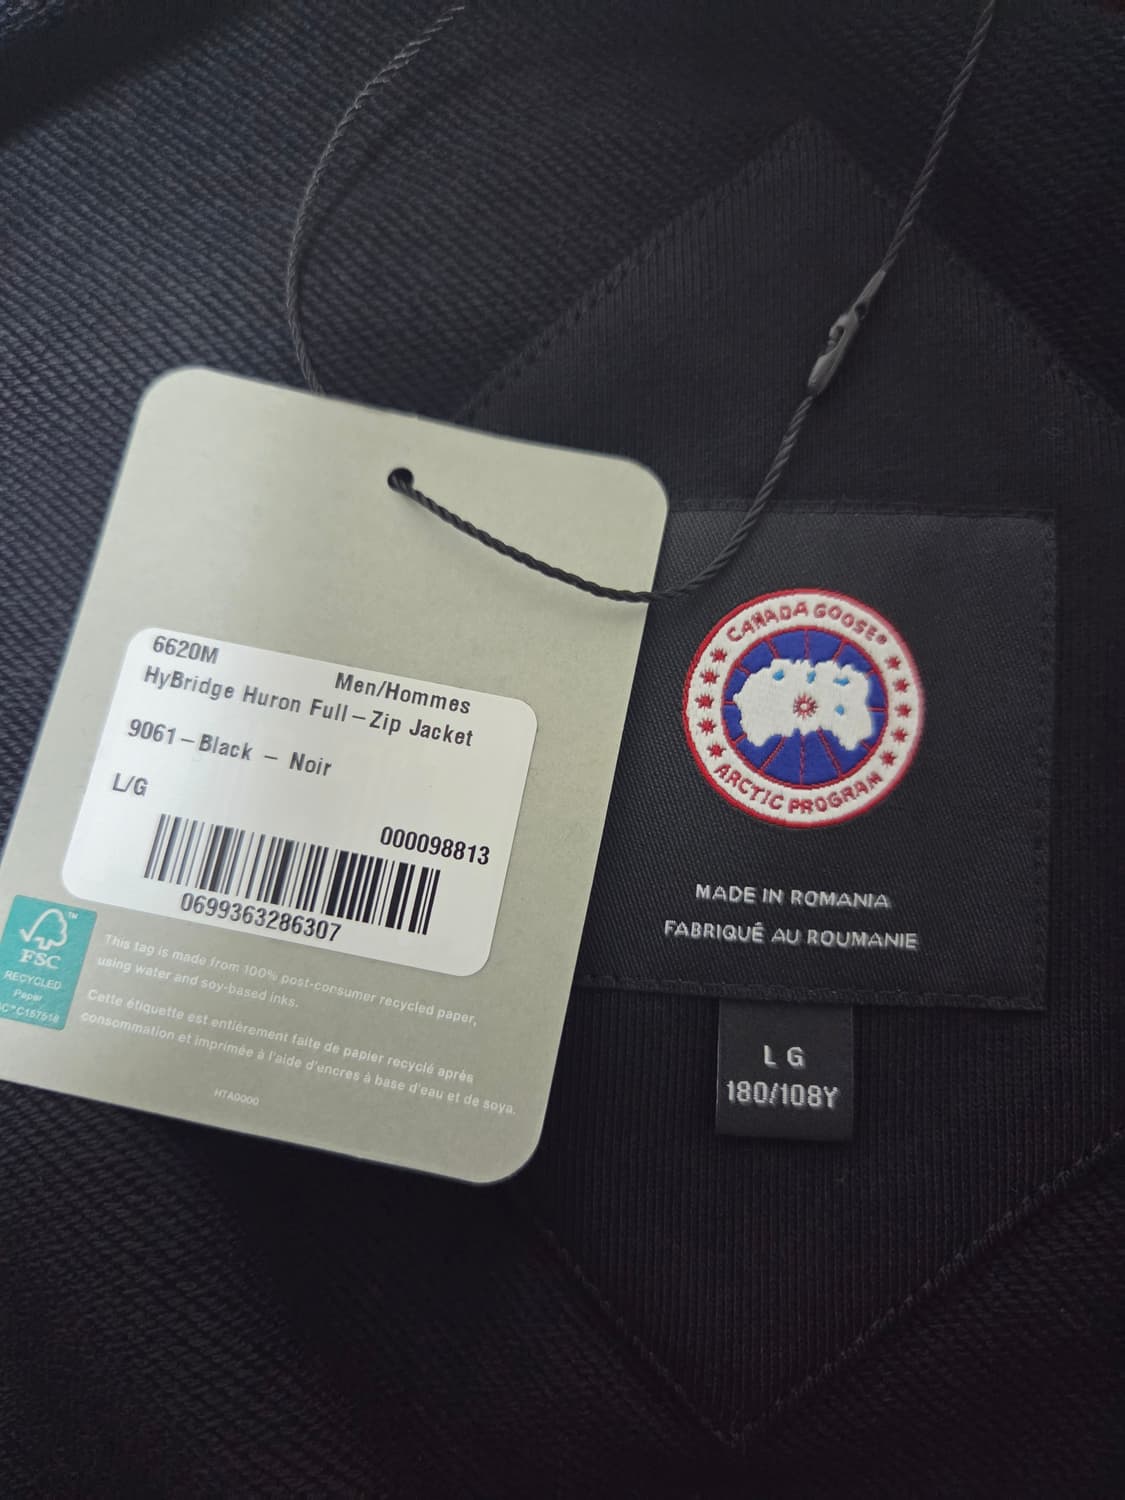 6620M
Men/Hommes
HyBridge Huron Full-Zip Jacket
9061-Black - Noir
L/G
000098813
0699363286307
FSC
RECYCLED
Paper
C157518
This tag is made from 100% post-consumer recycled paper,
using water and soy-based inks.
Cette étiquette est entièrement faite de papier recyclé après
consommation et imprimée à l'aide d'encres à base d'eau et de soya.
HTA0000
CANADA GOOSE®
ARCTIC PROGRAM
MADE IN ROMANIA
FABRIQUÉ AU ROUMANIE
L G
180/108Y